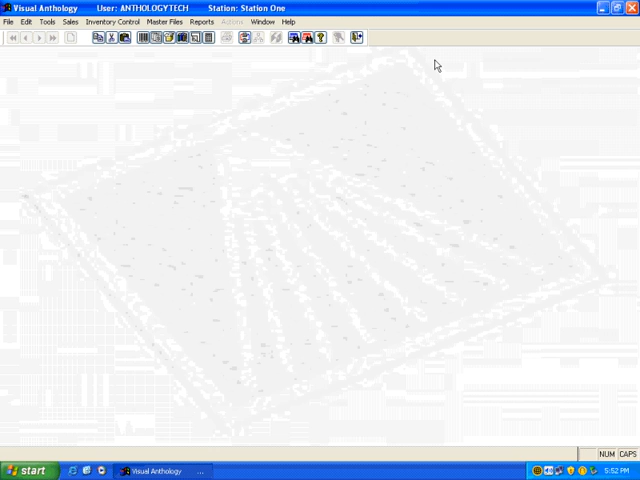 Visual Anthology User: ANTHOLOGYTECH Station: Station One
File Edit Tools Sales Inventory Control Master Files Reports Actions Window Help
NUM CAPS
start Visual Anthology ... 5:52 PM